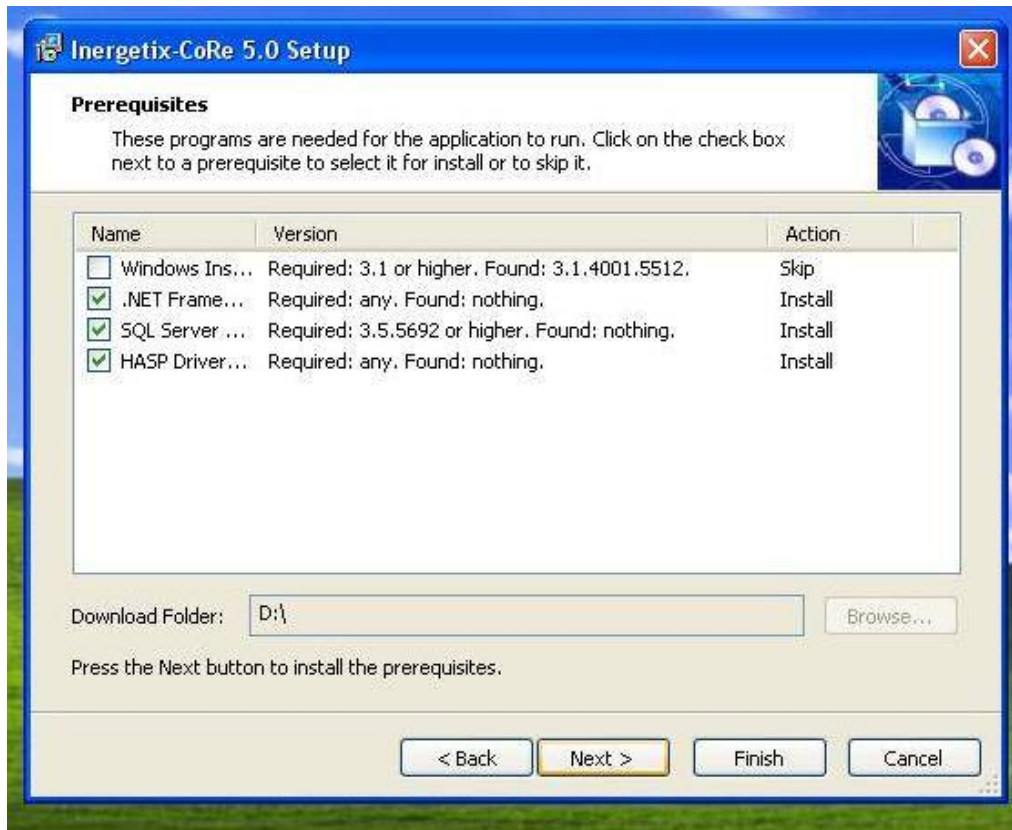 Inergetix-CoRe 5.0 Setup
Prerequisites
These programs are needed for the application to run. Click on the check box
next to a prerequisite to select it for install or to skip it.
Name Version Action
Windows Ins... Required: 3.1 or higher. Found: 3.1.4001.5512. Skip
.NET Frame... Required: any. Found: nothing. Install
SQL Server ... Required: 3.5.5692 or higher. Found: nothing. Install
HASP Driver... Required: any. Found: nothing. Install
Download Folder: D:\ Browse...
Press the Next button to install the prerequisites.
< Back Next > Finish Cancel